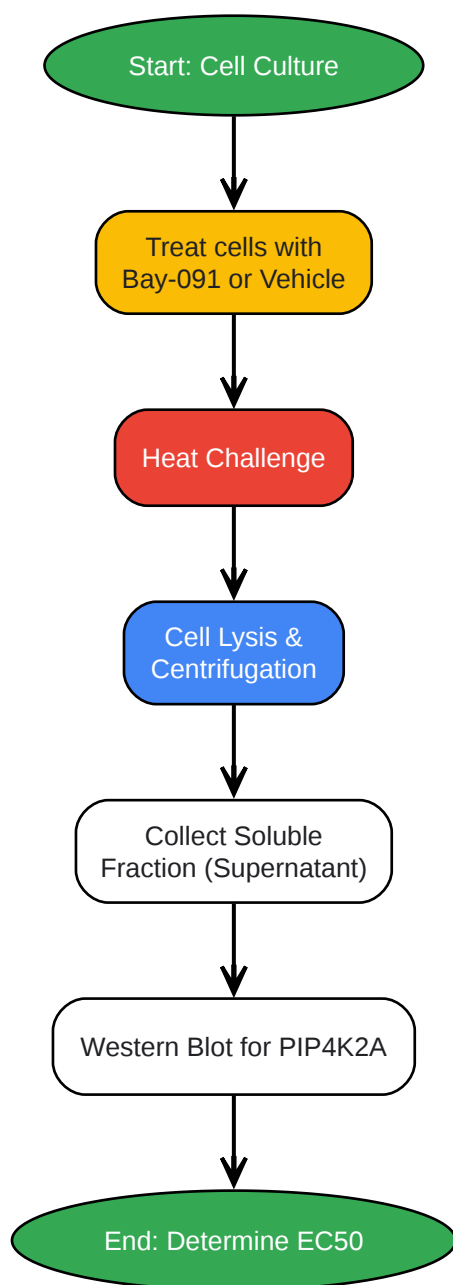 Start: Cell Culture
Treat cells with
Bay-091 or Vehicle
Heat Challenge
Cell Lysis &
Centrifugation
Collect Soluble
Fraction (Supernatant)
Western Blot for PIP4K2A
End: Determine EC50